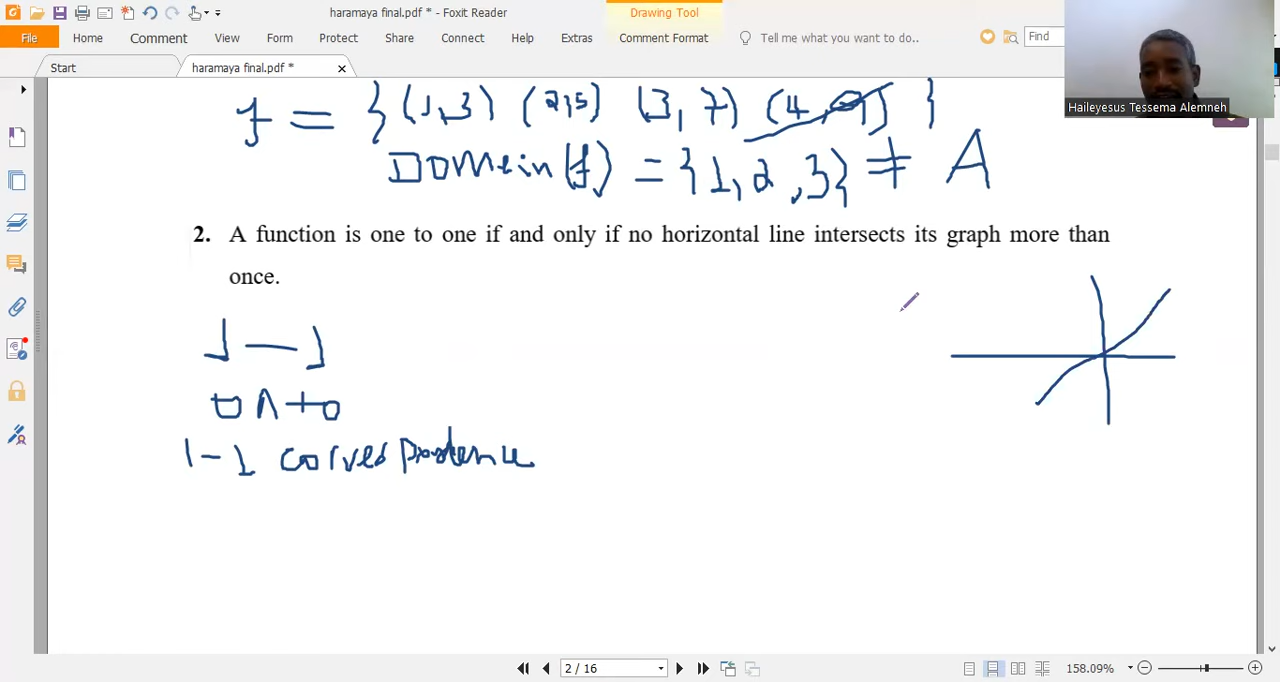 haramaya final.pdf * - Foxit Reader
Drawing Tool
File Home Comment View Form Protect Share Connect Help Extras Comment Format Tell me what you want to do.. Find
Start haramaya final.pdf *
Haileyesus Tessema Alemneh
f = { (1,3) (2,5) (3,7) (4,9) }
Domein(f) = {1,2,3} ≠ A
2. A function is one to one if and only if no horizontal line intersects its graph more than
once.
1 — 1
onto
1-1
2 / 16
158.09%